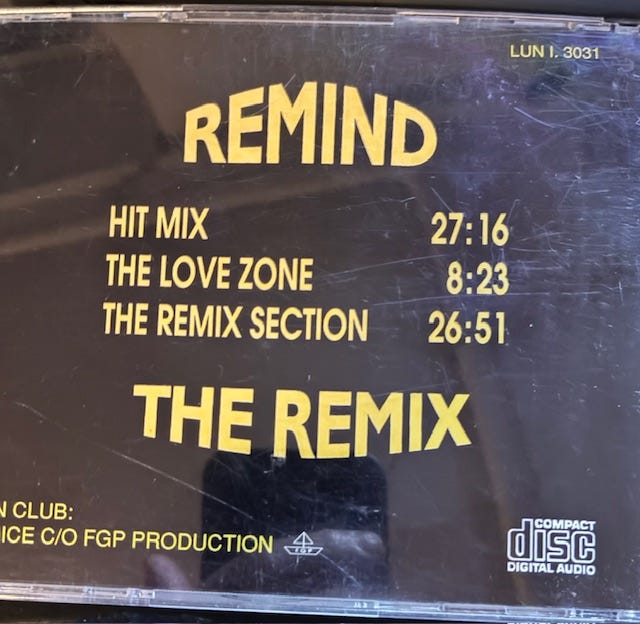 LUN I. 3031
REMIND
HIT MIX 27:16
THE LOVE ZONE 8:23
THE REMIX SECTION 26:51
THE REMIX
N CLUB:
ICE C/O FGP PRODUCTION FGP
COMPACT
disc
DIGITAL AUDIO